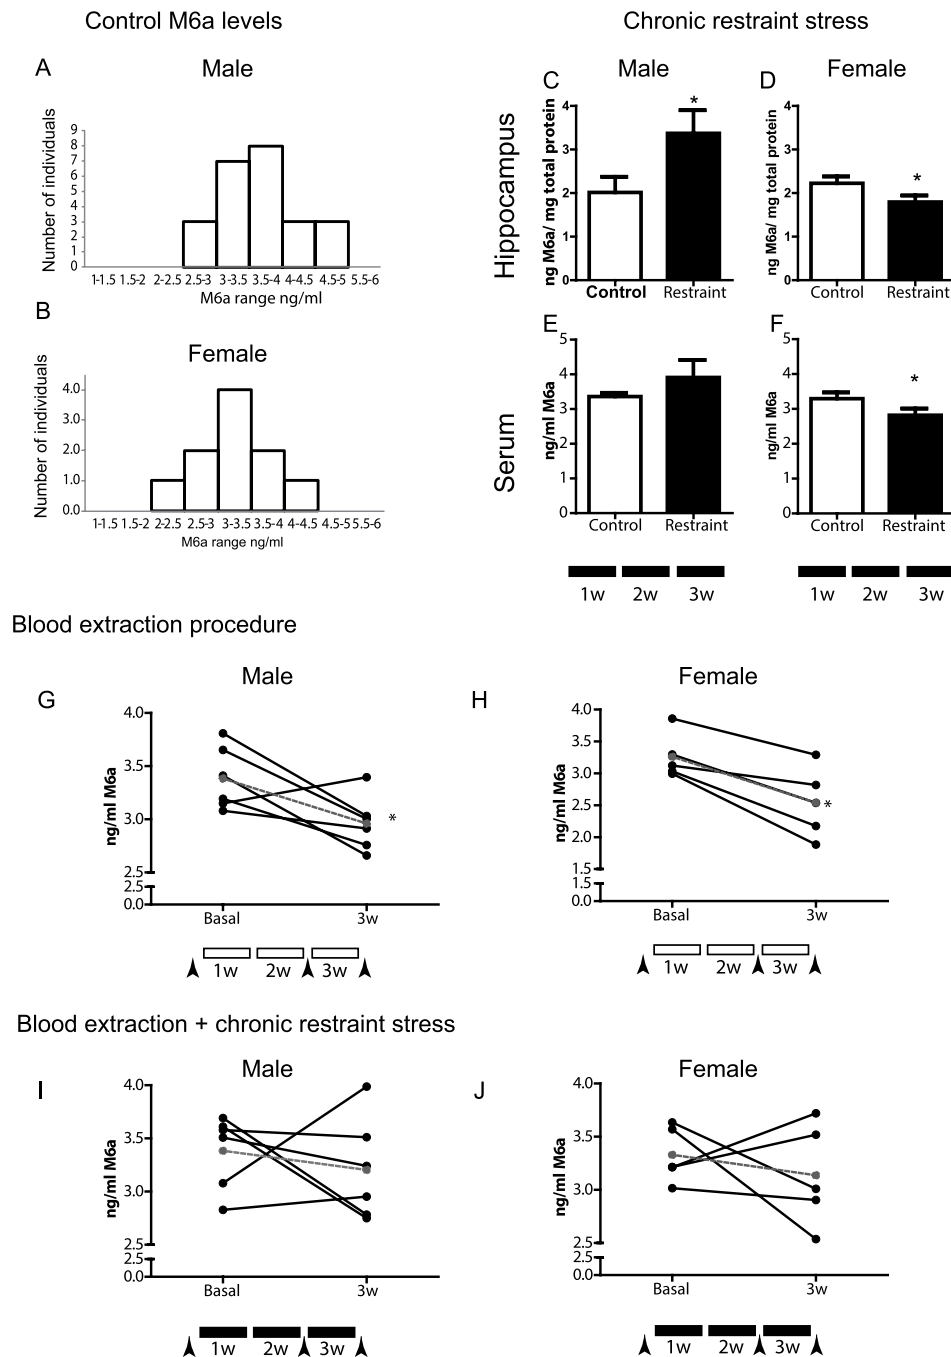 Control M6a levels
Chronic restraint stress
A
Male
Number of individuals
9
8
7
6
5
4
3
2
1
0
1-1.5 1.5-2 2-2.5 2.5-3 3-3.5 3.5-4 4-4.5 4.5-5 5.5-6
M6a range ng/ml
B
Female
Number of individuals
4.0
3.0
2.0
1.0
0.0
1-1.5 1.5-2 2-2.5 2.5-3 3-3.5 3.5-4 4-4.5 4.5-5 5.5-6
M6a range ng/ml
Hippocampus
C
Male
ng M6a/ mg total protein
4
3
2
1
0
*
Control Restraint
D
Female
ng M6a/ mg total protein
4
3
2
1
0
*
Control Restraint
Serum
E
ng/ml M6a
5
4
3
2
1
0
Control Restraint
1w 2w 3w
F
ng/ml M6a
5
4
3
2
1
0
*
Control Restraint
1w 2w 3w
Blood extraction procedure
G
Male
ng/ml M6a
4.0
3.5
3.0
2.5
2.5
0.0
*
Basal 3w
1w 2w 3w
H
Female
ng/ml M6a
4.0
3.5
3.0
2.5
2.0
1.5
1.5
0.0
*
Basal 3w
1w 2w 3w
Blood extraction + chronic restraint stress
I
Male
ng/ml M6a
4.0
3.5
3.0
2.5
2.5
0.0
Basal 3w
1w 2w 3w
J
Female
ng/ml M6a
4.0
3.5
3.0
2.5
2.5
0.0
Basal 3w
1w 2w 3w